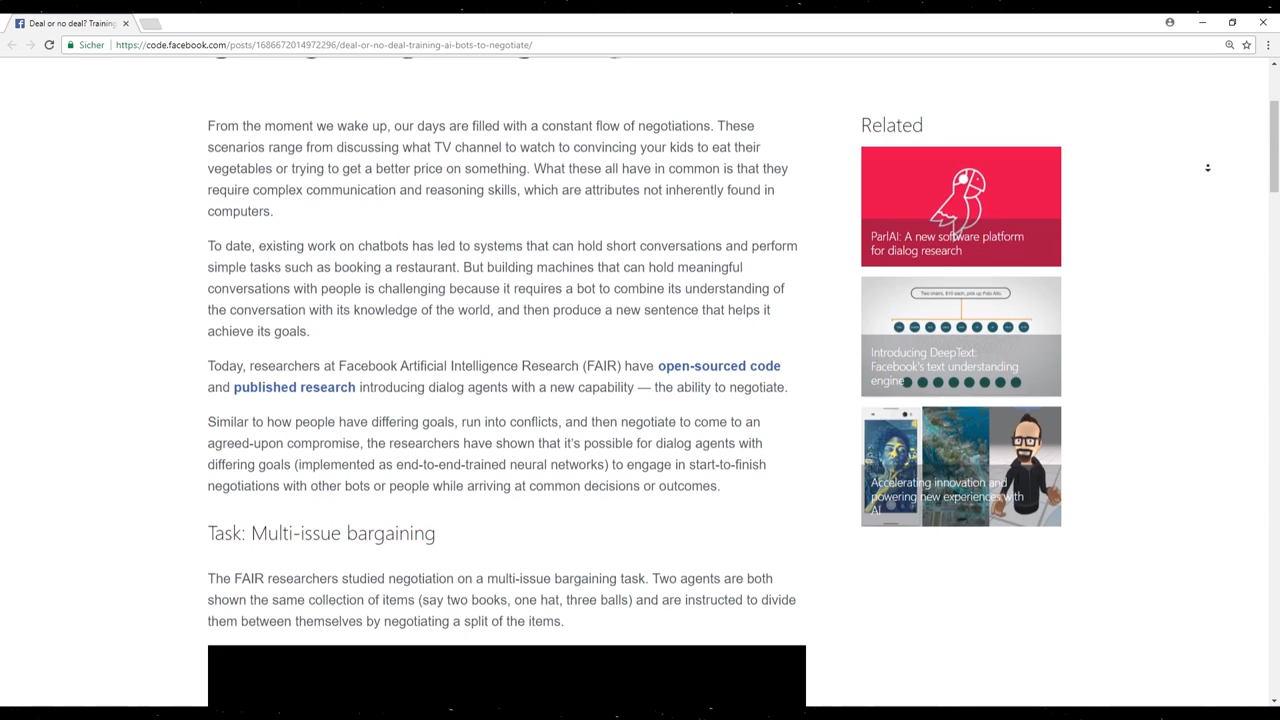 Deal or no deal? Training
Sicher
https://code.facebook.com/posts/1686672014972296/deal-or-no-deal-training-ai-bots-to-negotiate/
From the moment we wake up, our days are filled with a constant flow of negotiations. These
scenarios range from discussing what TV channel to watch to convincing your kids to eat their
vegetables or trying to get a better price on something. What these all have in common is that they
require complex communication and reasoning skills, which are attributes not inherently found in
computers.
To date, existing work on chatbots has led to systems that can hold short conversations and perform
simple tasks such as booking a restaurant. But building machines that can hold meaningful
conversations with people is challenging because it requires a bot to combine its understanding of
the conversation with its knowledge of the world, and then produce a new sentence that helps it
achieve its goals.
Today, researchers at Facebook Artificial Intelligence Research (FAIR) have open-sourced code
and published research introducing dialog agents with a new capability — the ability to negotiate.
Similar to how people have differing goals, run into conflicts, and then negotiate to come to an
agreed-upon compromise, the researchers have shown that it's possible for dialog agents with
differing goals (implemented as end-to-end-trained neural networks) to engage in start-to-finish
negotiations with other bots or people while arriving at common decisions or outcomes.
Task: Multi-issue bargaining
The FAIR researchers studied negotiation on a multi-issue bargaining task. Two agents are both
shown the same collection of items (say two books, one hat, three balls) and are instructed to divide
them between themselves by negotiating a split of the items.
Related
ParlAI: A new software platform
for dialog research
Two chairs, $10 each, pick up Palo Alto.
Introducing DeepText:
Facebook's text understanding
engine
Accelerating innovation and
powering new experiences with
AI